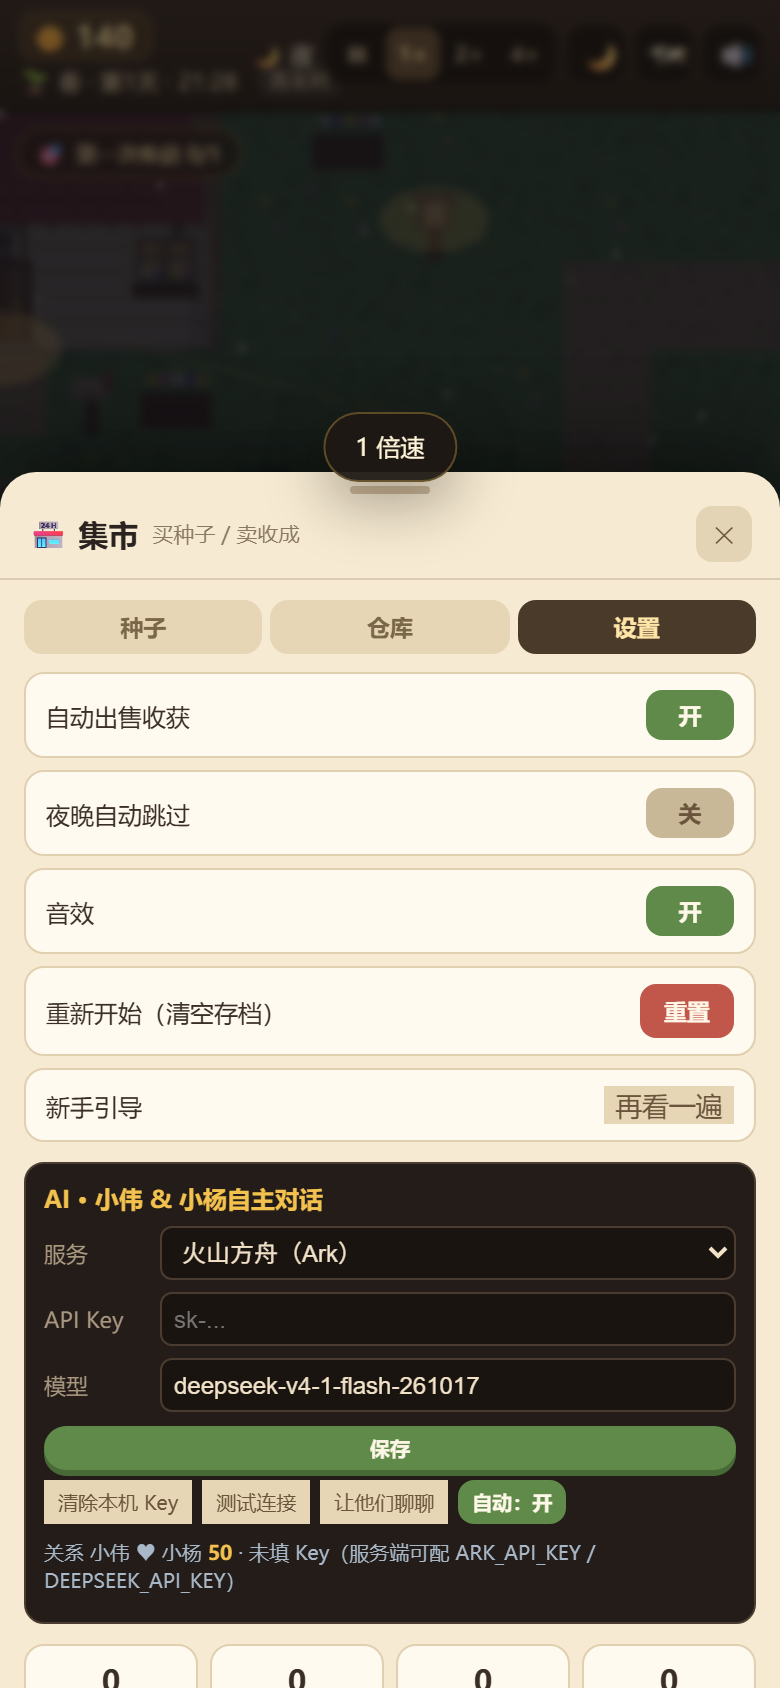 140
1 倍速
24H
集市 买种子 / 卖收成
种子 仓库 设置
自动出售收获 开
夜晚自动跳过 关
音效 开
重新开始（清空存档） 重置
新手引导 再看一遍
AI · 小伟 & 小杨自主对话
服务 火山方舟（Ark）
API Key sk-...
模型 deepseek-v4-1-flash-261017
保存
清除本机 Key 测试连接 让他们聊聊 自动：开
关系 小伟 ♥ 小杨 50 · 未填 Key（服务端可配 ARK_API_KEY /
DEEPSEEK_API_KEY）
0 0 0 0